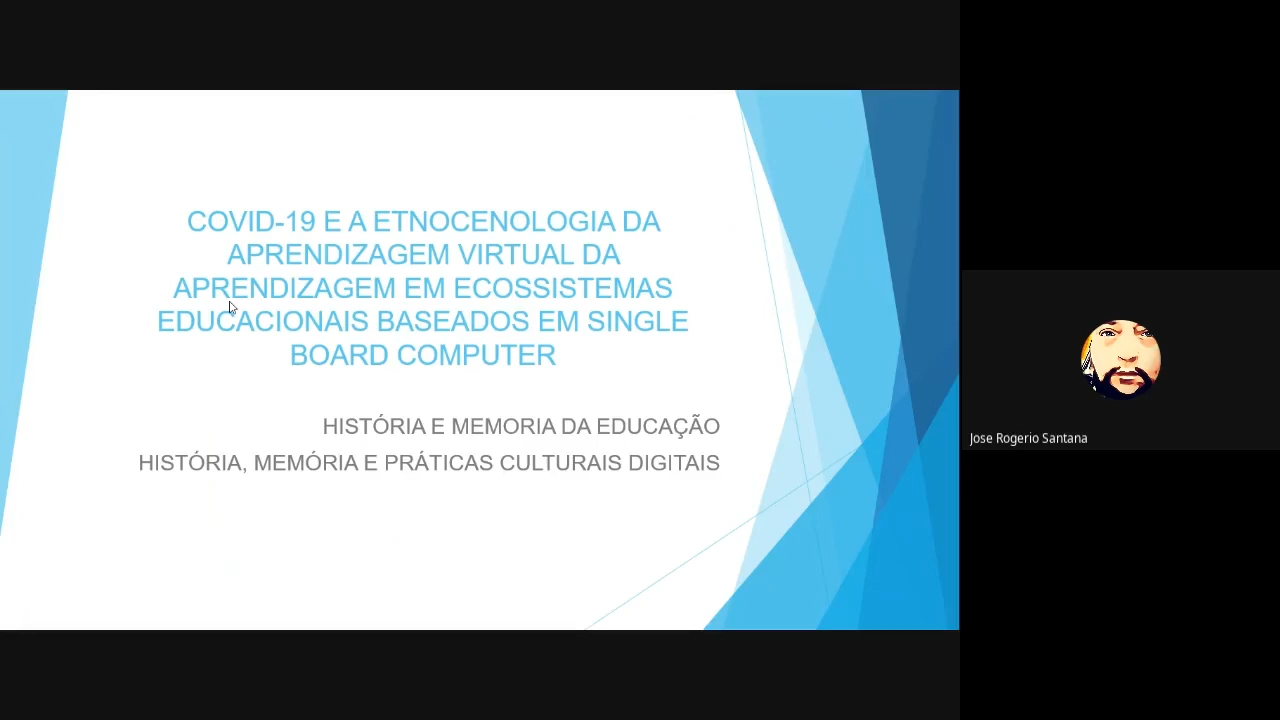 COVID-19 E A ETNOCENOLOGIA DA
APRENDIZAGEM VIRTUAL DA
APRENDIZAGEM EM ECOSSISTEMAS
EDUCACIONAIS BASEADOS EM SINGLE
BOARD COMPUTER
HISTÓRIA E MEMORIA DA EDUCAÇÃO
HISTÓRIA, MEMÓRIA E PRÁTICAS CULTURAIS DIGITAIS
Jose Rogerio Santana